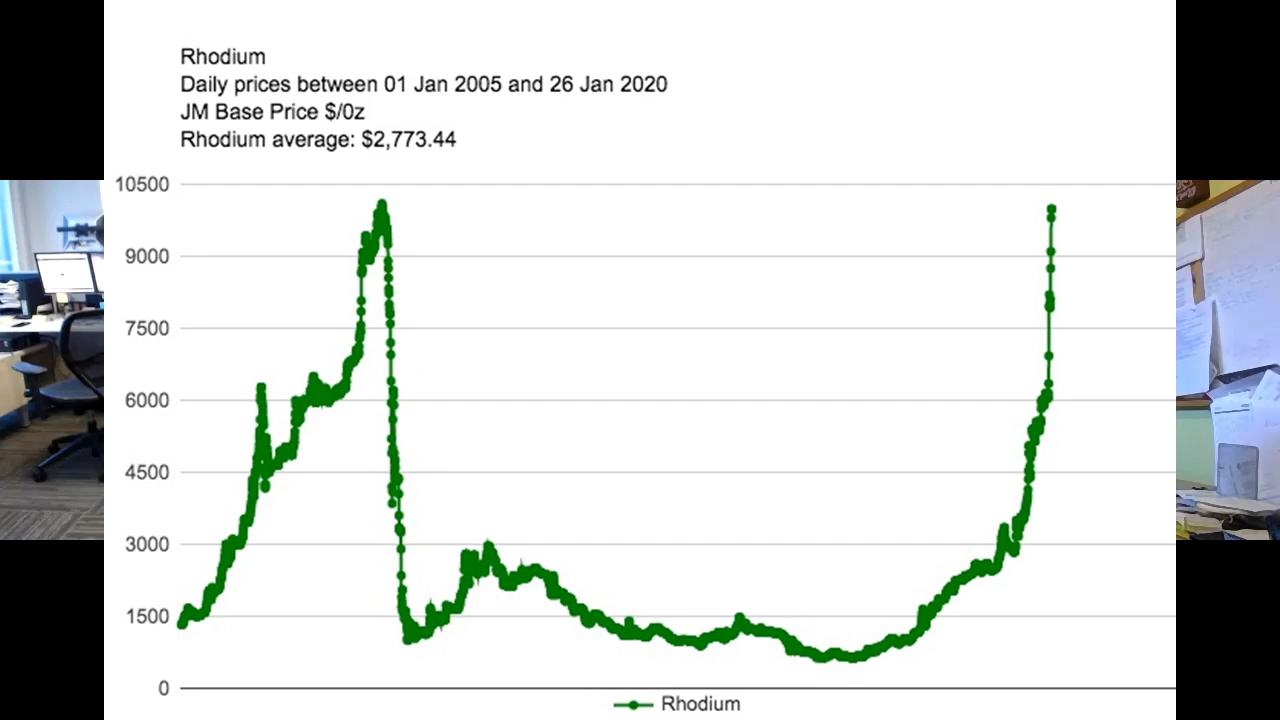 Rhodium
Daily prices between 01 Jan 2005 and 26 Jan 2020
JM Base Price $/0z
Rhodium average: $2,773.44
10500
9000
7500
6000
4500
3000
1500
0
Rhodium